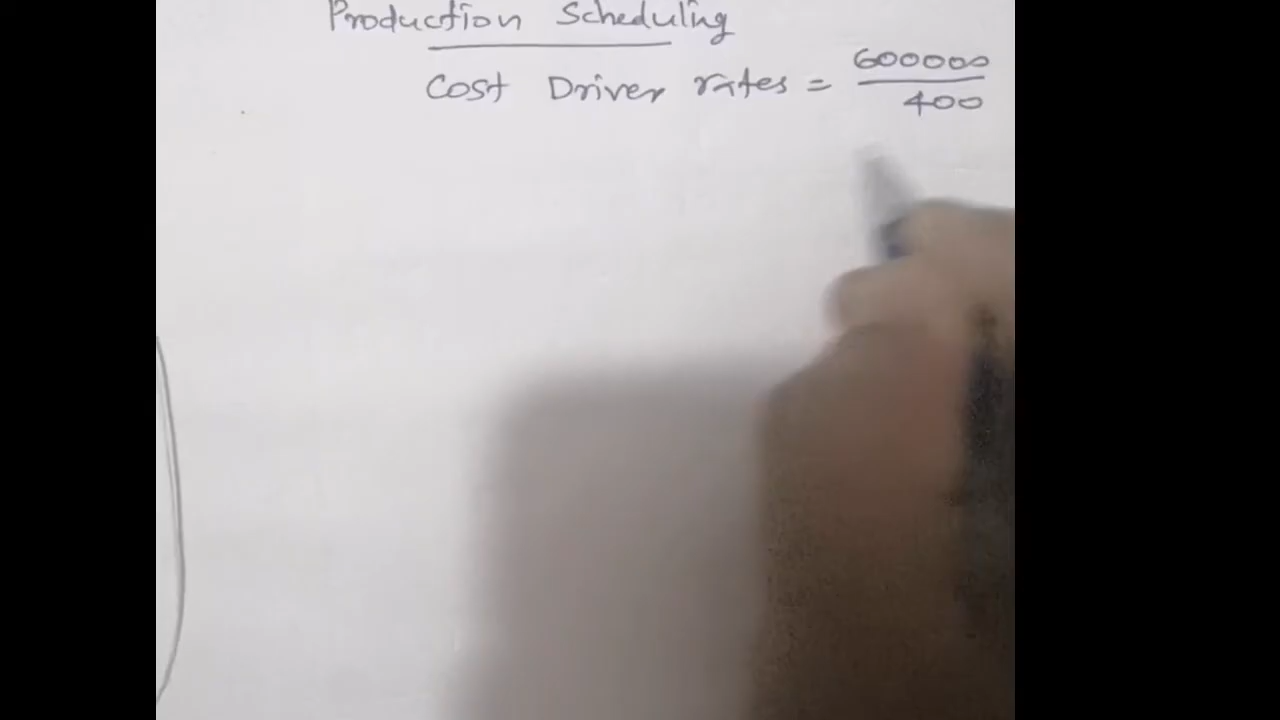 Production Scheduling
Cost Driver rates = 600000
400